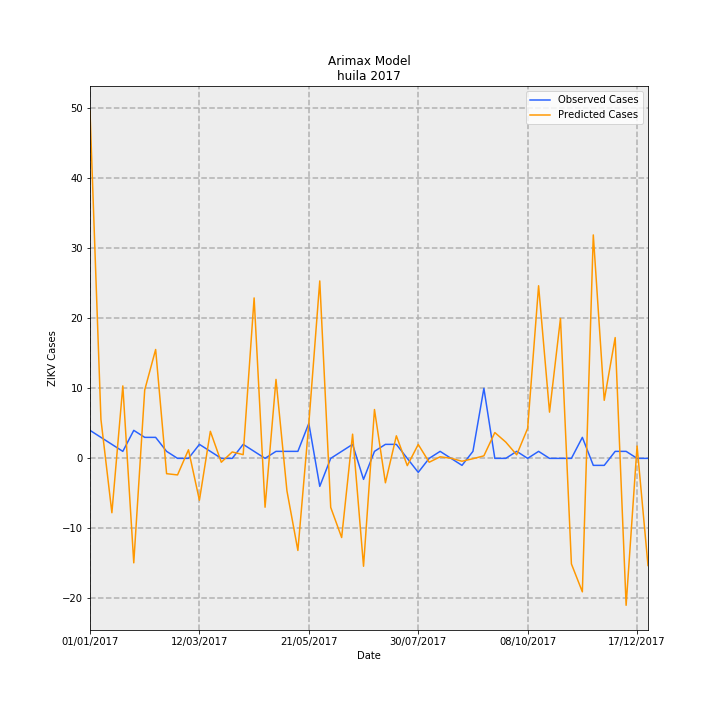 Arimax Model
huila 2017
Observed Cases
Predicted Cases
ZIKV Cases
50
40
30
20
10
0
−10
−20
01/01/2017
12/03/2017
21/05/2017
30/07/2017
08/10/2017
17/12/2017
Date